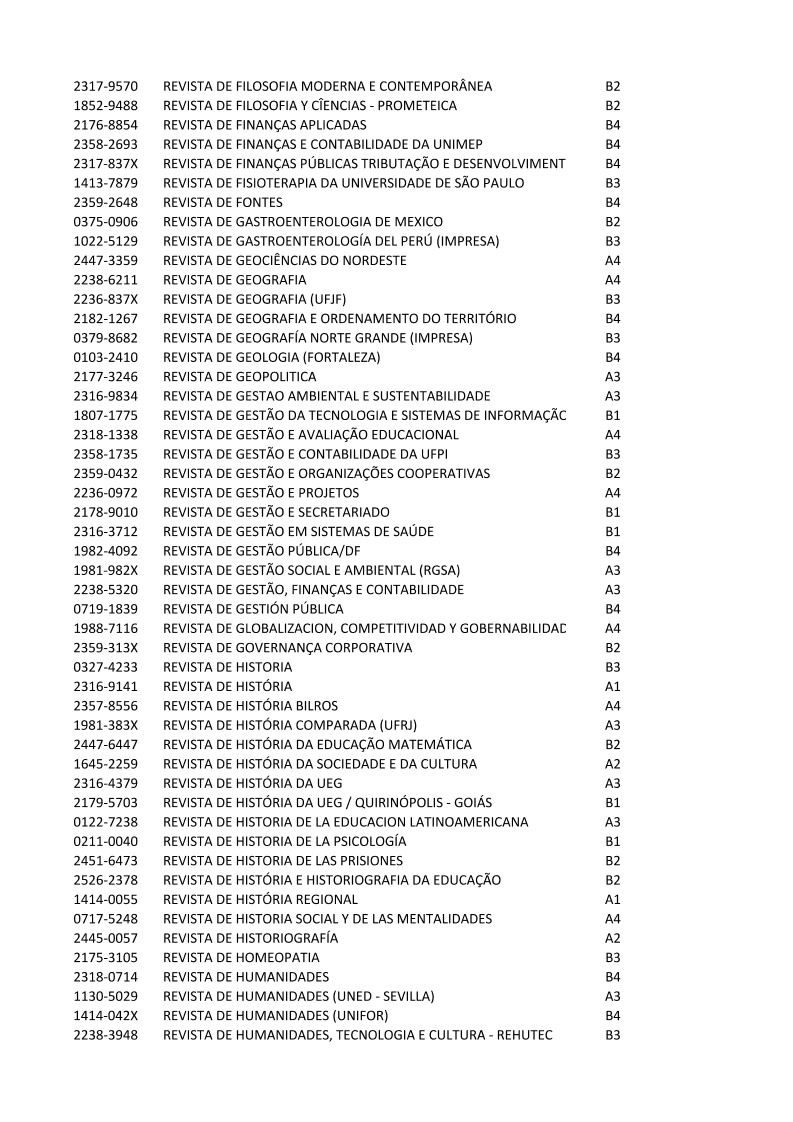 2317-9570 REVISTA DE FILOSOFIA MODERNA E CONTEMPORÂNEA B2
1852-9488 REVISTA DE FILOSOFIA Y CÎENCIAS - PROMETEICA B2
2176-8854 REVISTA DE FINANÇAS APLICADAS B4
2358-2693 REVISTA DE FINANÇAS E CONTABILIDADE DA UNIMEP B4
2317-837X REVISTA DE FINANÇAS PÚBLICAS TRIBUTAÇÃO E DESENVOLVIMENT B4
1413-7879 REVISTA DE FISIOTERAPIA DA UNIVERSIDADE DE SÃO PAULO B3
2359-2648 REVISTA DE FONTES B4
0375-0906 REVISTA DE GASTROENTEROLOGIA DE MEXICO B2
1022-5129 REVISTA DE GASTROENTEROLOGÍA DEL PERÚ (IMPRESA) B3
2447-3359 REVISTA DE GEOCIÊNCIAS DO NORDESTE A4
2238-6211 REVISTA DE GEOGRAFIA A4
2236-837X REVISTA DE GEOGRAFIA (UFJF) B3
2182-1267 REVISTA DE GEOGRAFIA E ORDENAMENTO DO TERRITÓRIO B4
0379-8682 REVISTA DE GEOGRAFÍA NORTE GRANDE (IMPRESA) B3
0103-2410 REVISTA DE GEOLOGIA (FORTALEZA) B4
2177-3246 REVISTA DE GEOPOLITICA A3
2316-9834 REVISTA DE GESTAO AMBIENTAL E SUSTENTABILIDADE A3
1807-1775 REVISTA DE GESTÃO DA TECNOLOGIA E SISTEMAS DE INFORMAÇÃO B1
2318-1338 REVISTA DE GESTÃO E AVALIAÇÃO EDUCACIONAL A4
2358-1735 REVISTA DE GESTÃO E CONTABILIDADE DA UFPI B3
2359-0432 REVISTA DE GESTÃO E ORGANIZAÇÕES COOPERATIVAS B2
2236-0972 REVISTA DE GESTÃO E PROJETOS A4
2178-9010 REVISTA DE GESTÃO E SECRETARIADO B1
2316-3712 REVISTA DE GESTÃO EM SISTEMAS DE SAÚDE B1
1982-4092 REVISTA DE GESTÃO PÚBLICA/DF B4
1981-982X REVISTA DE GESTÃO SOCIAL E AMBIENTAL (RGSA) A3
2238-5320 REVISTA DE GESTÃO, FINANÇAS E CONTABILIDADE A3
0719-1839 REVISTA DE GESTIÓN PÚBLICA B4
1988-7116 REVISTA DE GLOBALIZACION, COMPETITIVIDAD Y GOBERNABILIDAD A4
2359-313X REVISTA DE GOVERNANÇA CORPORATIVA B2
0327-4233 REVISTA DE HISTORIA B3
2316-9141 REVISTA DE HISTÓRIA A1
2357-8556 REVISTA DE HISTÓRIA BILROS A4
1981-383X REVISTA DE HISTÓRIA COMPARADA (UFRJ) A3
2447-6447 REVISTA DE HISTÓRIA DA EDUCAÇÃO MATEMÁTICA B2
1645-2259 REVISTA DE HISTÓRIA DA SOCIEDADE E DA CULTURA A2
2316-4379 REVISTA DE HISTÓRIA DA UEG A3
2179-5703 REVISTA DE HISTÓRIA DA UEG / QUIRINÓPOLIS - GOIÁS B1
0122-7238 REVISTA DE HISTORIA DE LA EDUCACION LATINOAMERICANA A3
0211-0040 REVISTA DE HISTORIA DE LA PSICOLOGÍA B1
2451-6473 REVISTA DE HISTORIA DE LAS PRISIONES B2
2526-2378 REVISTA DE HISTÓRIA E HISTORIOGRAFIA DA EDUCAÇÃO B2
1414-0055 REVISTA DE HISTÓRIA REGIONAL A1
0717-5248 REVISTA DE HISTORIA SOCIAL Y DE LAS MENTALIDADES A4
2445-0057 REVISTA DE HISTORIOGRAFÍA A2
2175-3105 REVISTA DE HOMEOPATIA B3
2318-0714 REVISTA DE HUMANIDADES B4
1130-5029 REVISTA DE HUMANIDADES (UNED - SEVILLA) A3
1414-042X REVISTA DE HUMANIDADES (UNIFOR) B4
2238-3948 REVISTA DE HUMANIDADES, TECNOLOGIA E CULTURA - REHUTEC B3